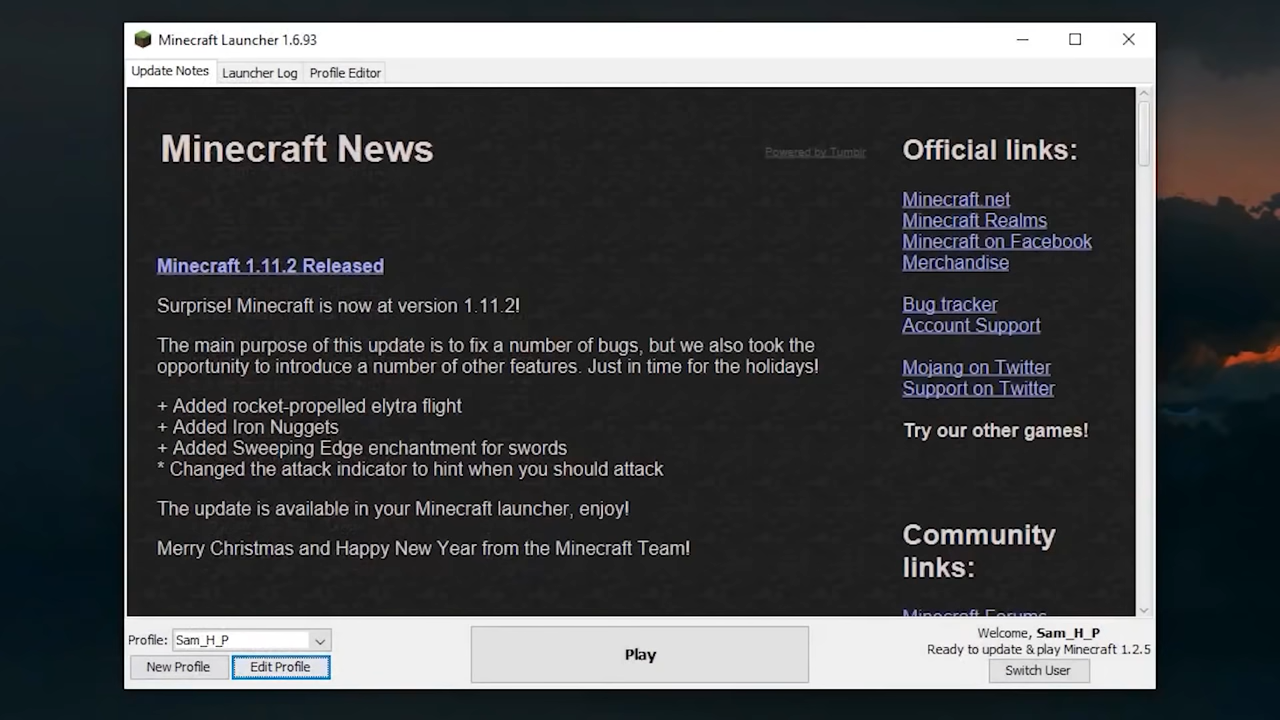 Minecraft Launcher 1.6.93
Update Notes
Launcher Log
Profile Editor
Minecraft News
Powered by Tumblr
Minecraft 1.11.2 Released
Surprise! Minecraft is now at version 1.11.2!
The main purpose of this update is to fix a number of bugs, but we also took the
opportunity to introduce a number of other features. Just in time for the holidays!
+ Added rocket-propelled elytra flight
+ Added Iron Nuggets
+ Added Sweeping Edge enchantment for swords
* Changed the attack indicator to hint when you should attack
The update is available in your Minecraft launcher, enjoy!
Merry Christmas and Happy New Year from the Minecraft Team!
Official links:
Minecraft.net
Minecraft Realms
Minecraft on Facebook
Merchandise
Bug tracker
Account Support
Mojang on Twitter
Support on Twitter
Try our other games!
Community
links:
Minecraft Forums
Profile: Sam_H_P
New Profile
Edit Profile
Play
Welcome, Sam_H_P
Ready to update & play Minecraft 1.2.5
Switch User